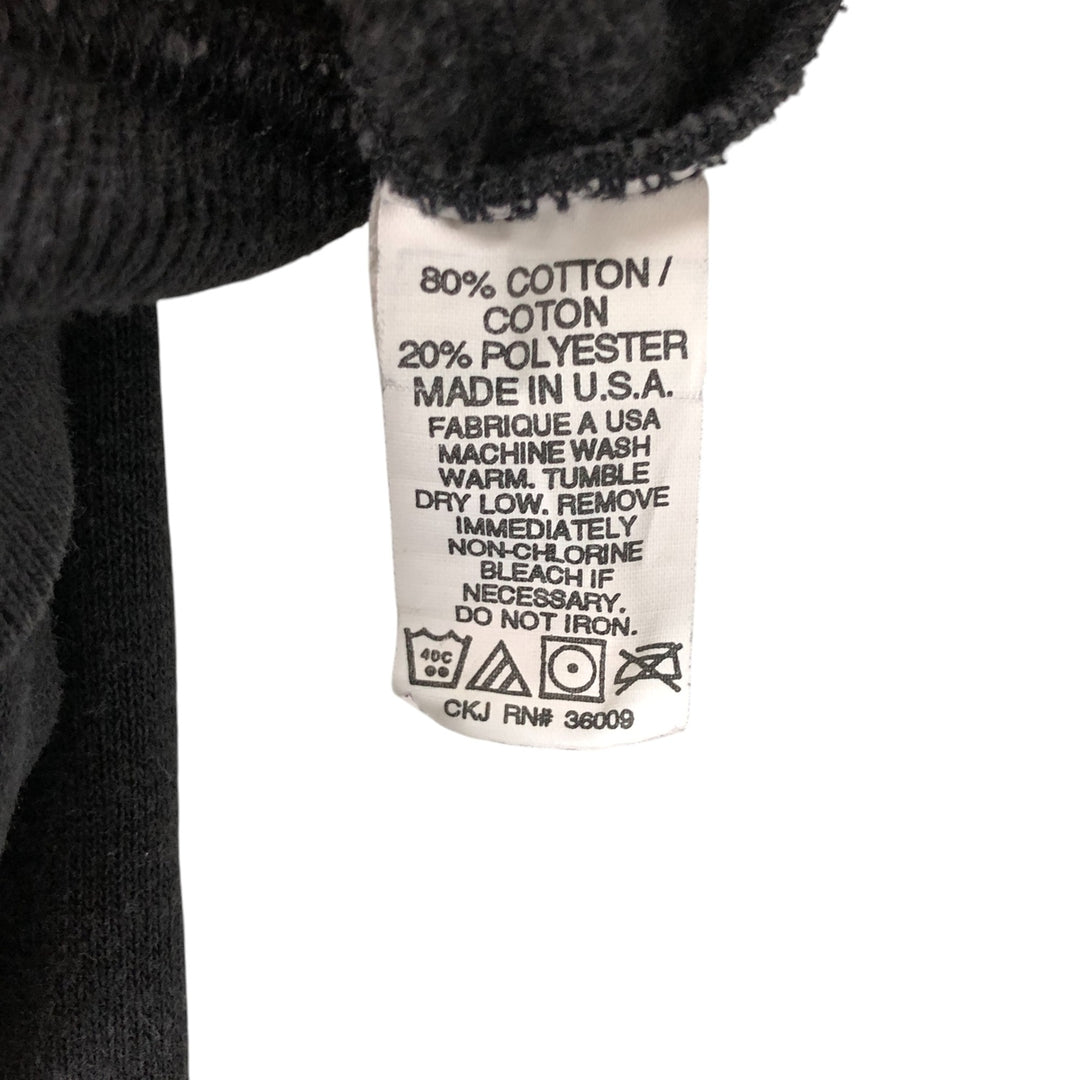 80% COTTON /
COTON
20% POLYESTER
MADE IN U.S.A.
FABRIQUE A USA
MACHINE WASH
WARM. TUMBLE
DRY LOW. REMOVE
IMMEDIATELY
NON-CHLORINE
BLEACH IF
NECESSARY.
DO NOT IRON.
40C
CKJ RN# 36009